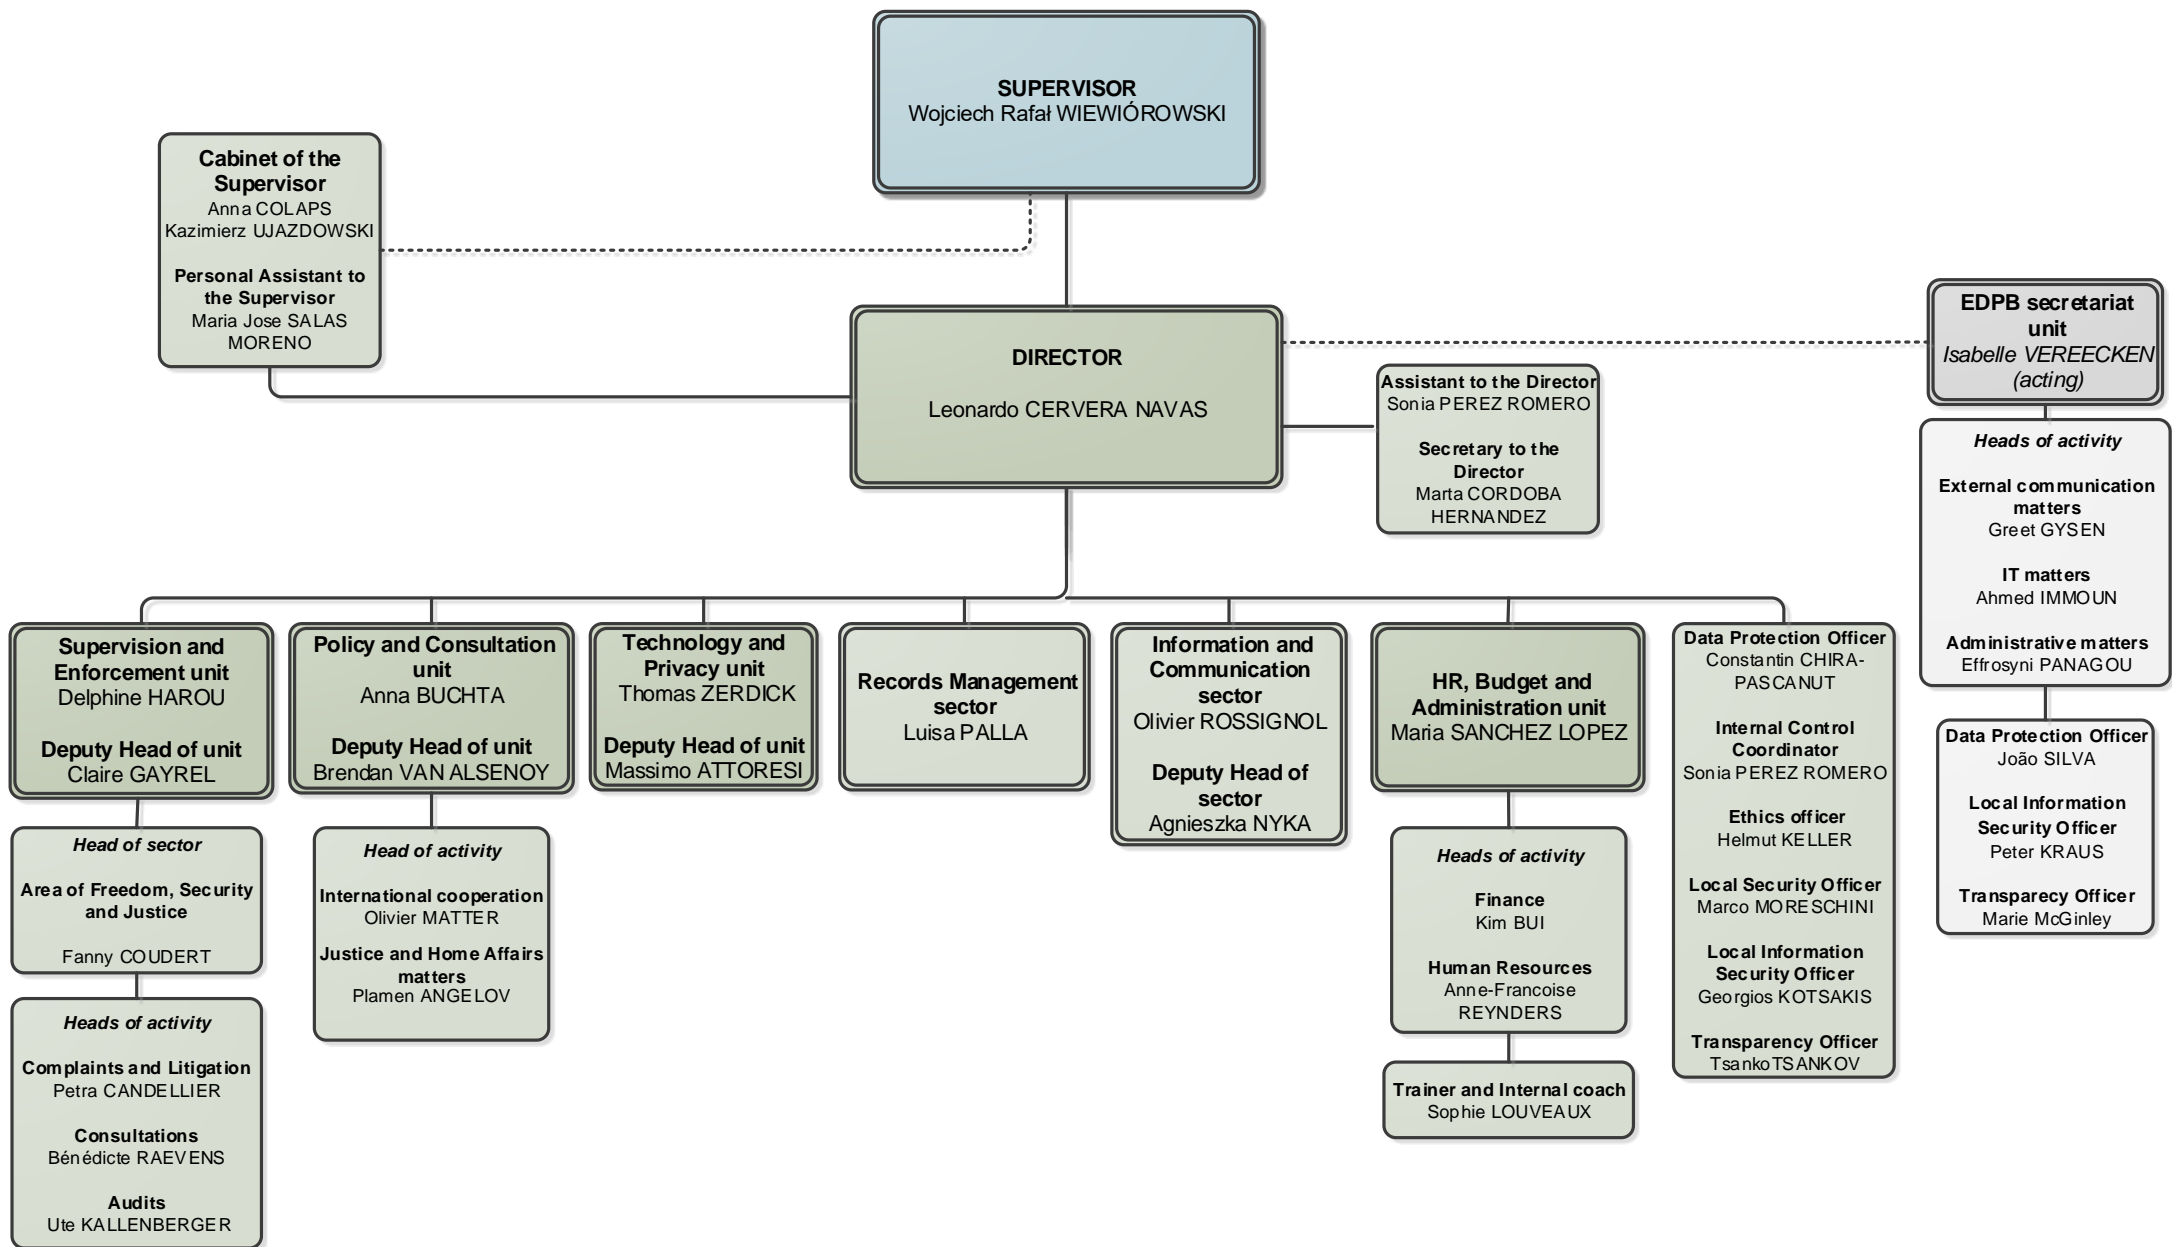 SUPERVISOR
Wojciech Rafał WIEWIÓROWSKI
Cabinet of the
Supervisor
Anna COLAPS
Kazimierz UJAZDOWSKI
Personal Assistant to
the Supervisor
Maria Jose SALAS
MORENO
DIRECTOR
Leonardo CERVERA NAVAS
Assistant to the Director
Sonia PEREZ ROMERO
Secretary to the
Director
Marta CORDOBA
HERNANDEZ
EDPB secretariat
unit
Isabelle VEREECKEN
(acting)
Heads of activity
External communication
matters
Greet GYSEN
IT matters
Ahmed IMMOUN
Administrative matters
Effrosyni PANAGOU
Data Protection Officer
João SILVA
Local Information
Security Officer
Peter KRAUS
Transparecy Officer
Marie McGinley
Supervision and
Enforcement unit
Delphine HAROU
Deputy Head of unit
Claire GAYREL
Head of sector
Area of Freedom, Security
and Justice
Fanny COUDERT
Heads of activity
Complaints and Litigation
Petra CANDELLIER
Consultations
Bénédicte RAEVENS
Audits
Ute KALLENBERGER
Policy and Consultation
unit
Anna BUCHTA
Deputy Head of unit
Brendan VAN ALSENOY
Head of activity
International cooperation
Olivier MATTER
Justice and Home Affairs
matters
Plamen ANGELOV
Technology and
Privacy unit
Thomas ZERDICK
Deputy Head of unit
Massimo ATTORESI
Records Management
sector
Luisa PALLA
Information and
Communication
sector
Olivier ROSSIGNOL
Deputy Head of
sector
Agnieszka NYKA
HR, Budget and
Administration unit
Maria SANCHEZ LOPEZ
Heads of activity
Finance
Kim BUI
Human Resources
Anne-Francoise
REYNDERS
Trainer and Internal coach
Sophie LOUVEAUX
Data Protection Officer
Constantin CHIRA-
PASCANUT
Internal Control
Coordinator
Sonia PEREZ ROMERO
Ethics officer
Helmut KELLER
Local Security Officer
Marco MORESCHINI
Local Information
Security Officer
Georgios KOTSAKIS
Transparency Officer
TsankoTSANKOV